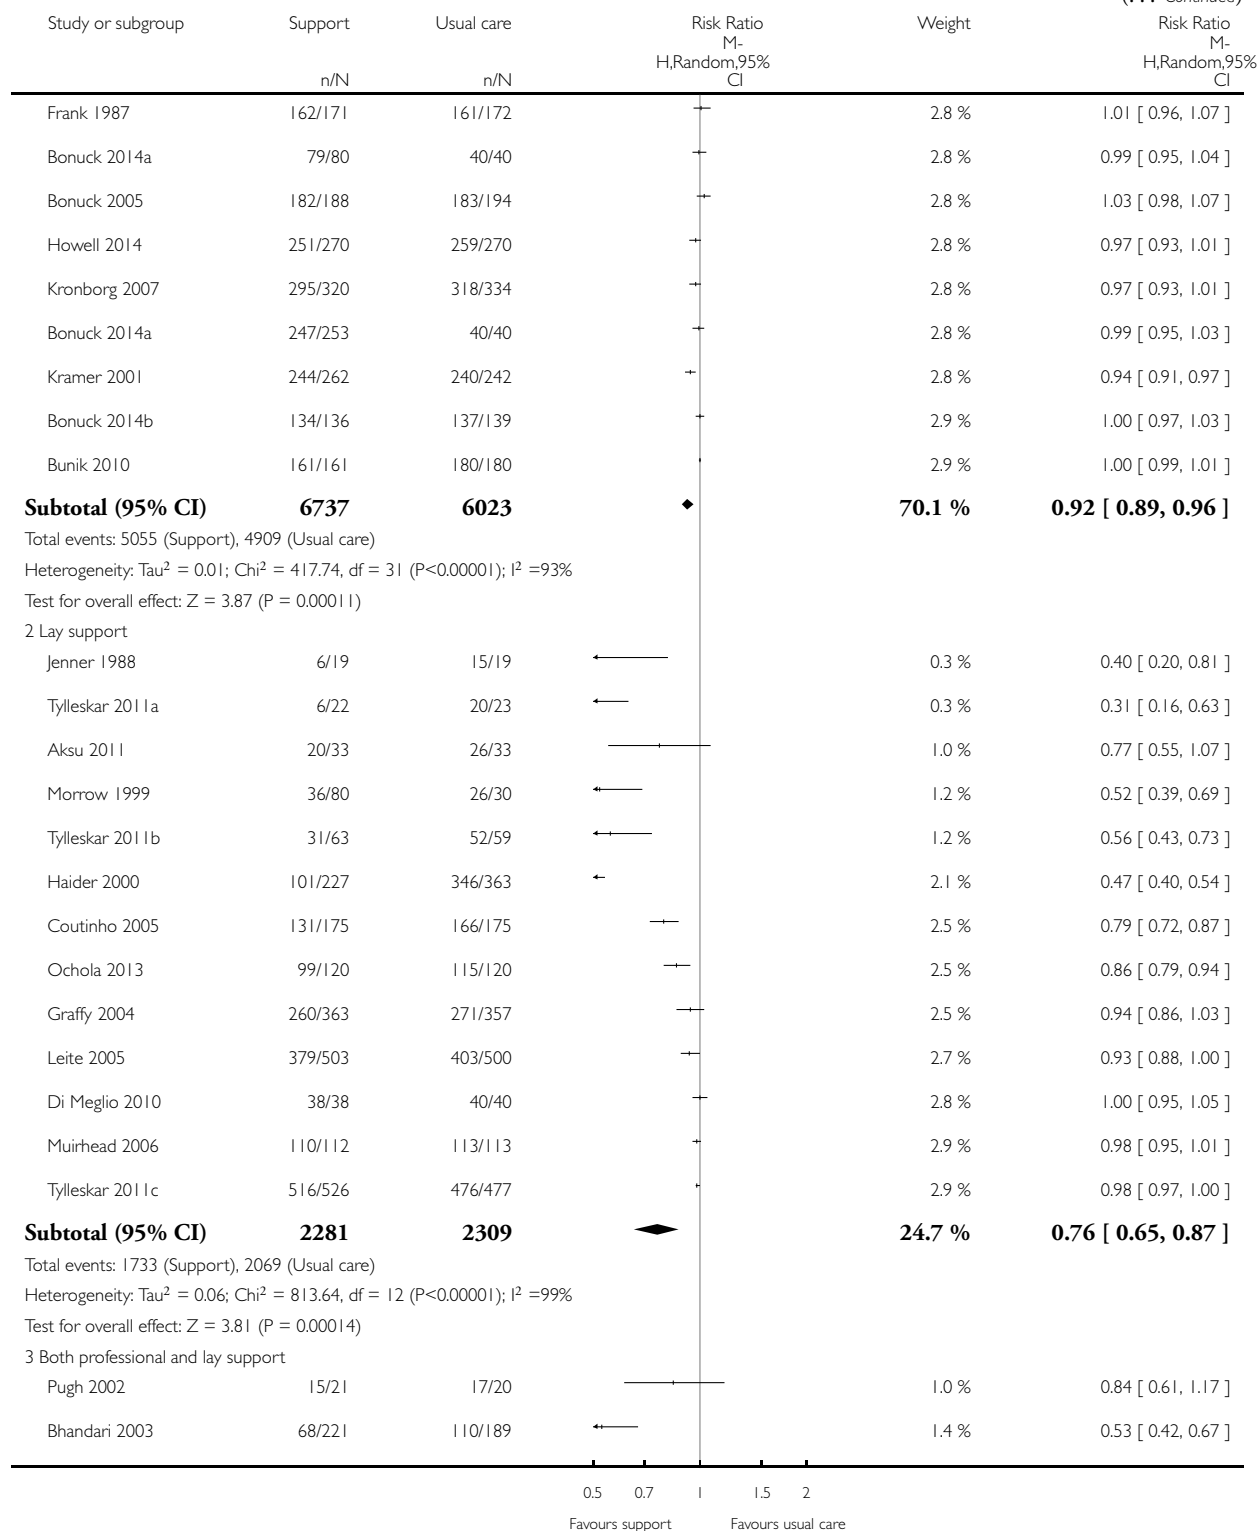 (. . . Continued)
Study or subgroup Support Usual care Risk Ratio Weight Risk Ratio
n/N n/N M-H,Random,95% CI M-H,Random,95% CI
Frank 1987 162/171 161/172 2.8 % 1.01 [ 0.96, 1.07 ]
Bonuck 2014a 79/80 40/40 2.8 % 0.99 [ 0.95, 1.04 ]
Bonuck 2005 182/188 183/194 2.8 % 1.03 [ 0.98, 1.07 ]
Howell 2014 251/270 259/270 2.8 % 0.97 [ 0.93, 1.01 ]
Kronborg 2007 295/320 318/334 2.8 % 0.97 [ 0.93, 1.01 ]
Bonuck 2014a 247/253 40/40 2.8 % 0.99 [ 0.95, 1.03 ]
Kramer 2001 244/262 240/242 2.8 % 0.94 [ 0.91, 0.97 ]
Bonuck 2014b 134/136 137/139 2.9 % 1.00 [ 0.97, 1.03 ]
Bunik 2010 161/161 180/180 2.9 % 1.00 [ 0.99, 1.01 ]
Subtotal (95% CI) 6737 6023 70.1 % 0.92 [ 0.89, 0.96 ]
Total events: 5055 (Support), 4909 (Usual care)
Heterogeneity: Tau² = 0.01; Chi² = 417.74, df = 31 (P<0.00001); I² =93%
Test for overall effect: Z = 3.87 (P = 0.00011)
2 Lay support
Jenner 1988 6/19 15/19 0.3 % 0.40 [ 0.20, 0.81 ]
Tylleskar 2011a 6/22 20/23 0.3 % 0.31 [ 0.16, 0.63 ]
Aksu 2011 20/33 26/33 1.0 % 0.77 [ 0.55, 1.07 ]
Morrow 1999 36/80 26/30 1.2 % 0.52 [ 0.39, 0.69 ]
Tylleskar 2011b 31/63 52/59 1.2 % 0.56 [ 0.43, 0.73 ]
Haider 2000 101/227 346/363 2.1 % 0.47 [ 0.40, 0.54 ]
Coutinho 2005 131/175 166/175 2.5 % 0.79 [ 0.72, 0.87 ]
Ochola 2013 99/120 115/120 2.5 % 0.86 [ 0.79, 0.94 ]
Graffy 2004 260/363 271/357 2.5 % 0.94 [ 0.86, 1.03 ]
Leite 2005 379/503 403/500 2.7 % 0.93 [ 0.88, 1.00 ]
Di Meglio 2010 38/38 40/40 2.8 % 1.00 [ 0.95, 1.05 ]
Muirhead 2006 110/112 113/113 2.9 % 0.98 [ 0.95, 1.01 ]
Tylleskar 2011c 516/526 476/477 2.9 % 0.98 [ 0.97, 1.00 ]
Subtotal (95% CI) 2281 2309 24.7 % 0.76 [ 0.65, 0.87 ]
Total events: 1733 (Support), 2069 (Usual care)
Heterogeneity: Tau² = 0.06; Chi² = 813.64, df = 12 (P<0.00001); I² =99%
Test for overall effect: Z = 3.81 (P = 0.00014)
3 Both professional and lay support
Pugh 2002 15/21 17/20 1.0 % 0.84 [ 0.61, 1.17 ]
Bhandari 2003 68/221 110/189 1.4 % 0.53 [ 0.42, 0.67 ]
0.5 0.7 1 1.5 2
Favours support Favours usual care